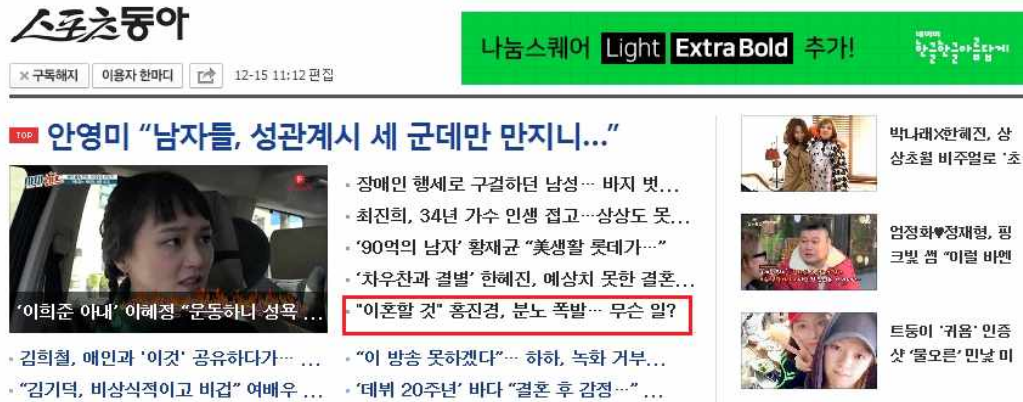 스포츠동아
나눔스퀘어 Light ExtraBold 추가!
네이버
한글한글아름답게
× 구독해지 이용자 한마디 12-15 11:12 편집
TOP 안영미 “남자들, 성관계시 세 군데만 만지니...”
'이희준 아내' 이혜정 “운동하니 성욕 ...
· 김희철, 애인과 '이것' 공유하다가… ...
· “김기덕, 비상식적이고 비겁” 여배우 ...
· 장애인 행세로 구걸하던 남성… 바지 벗...
· 최진희, 34년 가수 인생 접고…상상도 못...
· '90억의 남자' 황재균 “美생활 롯데가…”
· '차우찬과 결별' 한혜진, 예상치 못한 결혼...
· "이혼할 것" 홍진경, 분노 폭발… 무슨 일?
· “이 방송 못하겠다”… 하하, 녹화 거부...
· '데뷔 20주년' 바다 “결혼 후 감정…” ...
박나래X한혜진, 상
상초월 비주얼로 '초
엄정화♥정재형, 핑
크빛 썸 “이럴 바엔
트둥이 '귀욤' 인증
샷 '물오른' 민낯 미